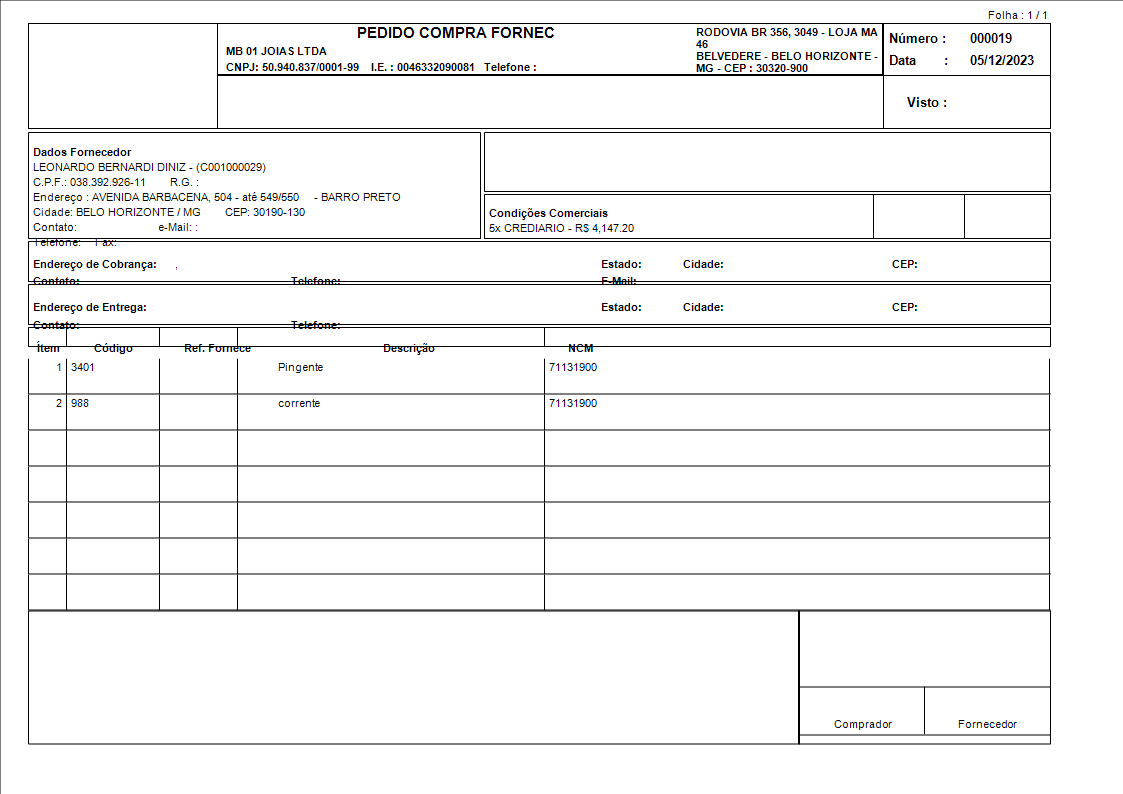 Folha : 1 / 1
PEDIDO COMPRA FORNEC
MB 01 JOIAS LTDA
CNPJ: 50.940.837/0001-99 I.E. : 0046332090081 Telefone :
RODOVIA BR 356, 3049 - LOJA MA
46
BELVEDERE - BELO HORIZONTE -
MG - CEP : 30320-900
Número : 000019
Data : 05/12/2023
Visto :
Dados Fornecedor
LEONARDO BERNARDI DINIZ - (C001000029)
C.P.F.: 038.392.926-11 R.G. :
Endereço : AVENIDA BARBACENA, 504 - até 549/550 - BARRO PRETO
Cidade: BELO HORIZONTE / MG CEP: 30190-130
Contato: e-Mail: :
Telefone: Fax:
Condições Comerciais
5x CREDIARIO - R$ 4,147.20
Endereço de Cobrança: , Estado: Cidade: CEP:
Contato: Telefone: E-Mail:
Endereço de Entrega: Estado: Cidade: CEP:
Contato: Telefone:
Ítem Código Ref. Fornece Descrição NCM
1 3401 Pingente 71131900
2 988 corrente 71131900
Comprador Fornecedor